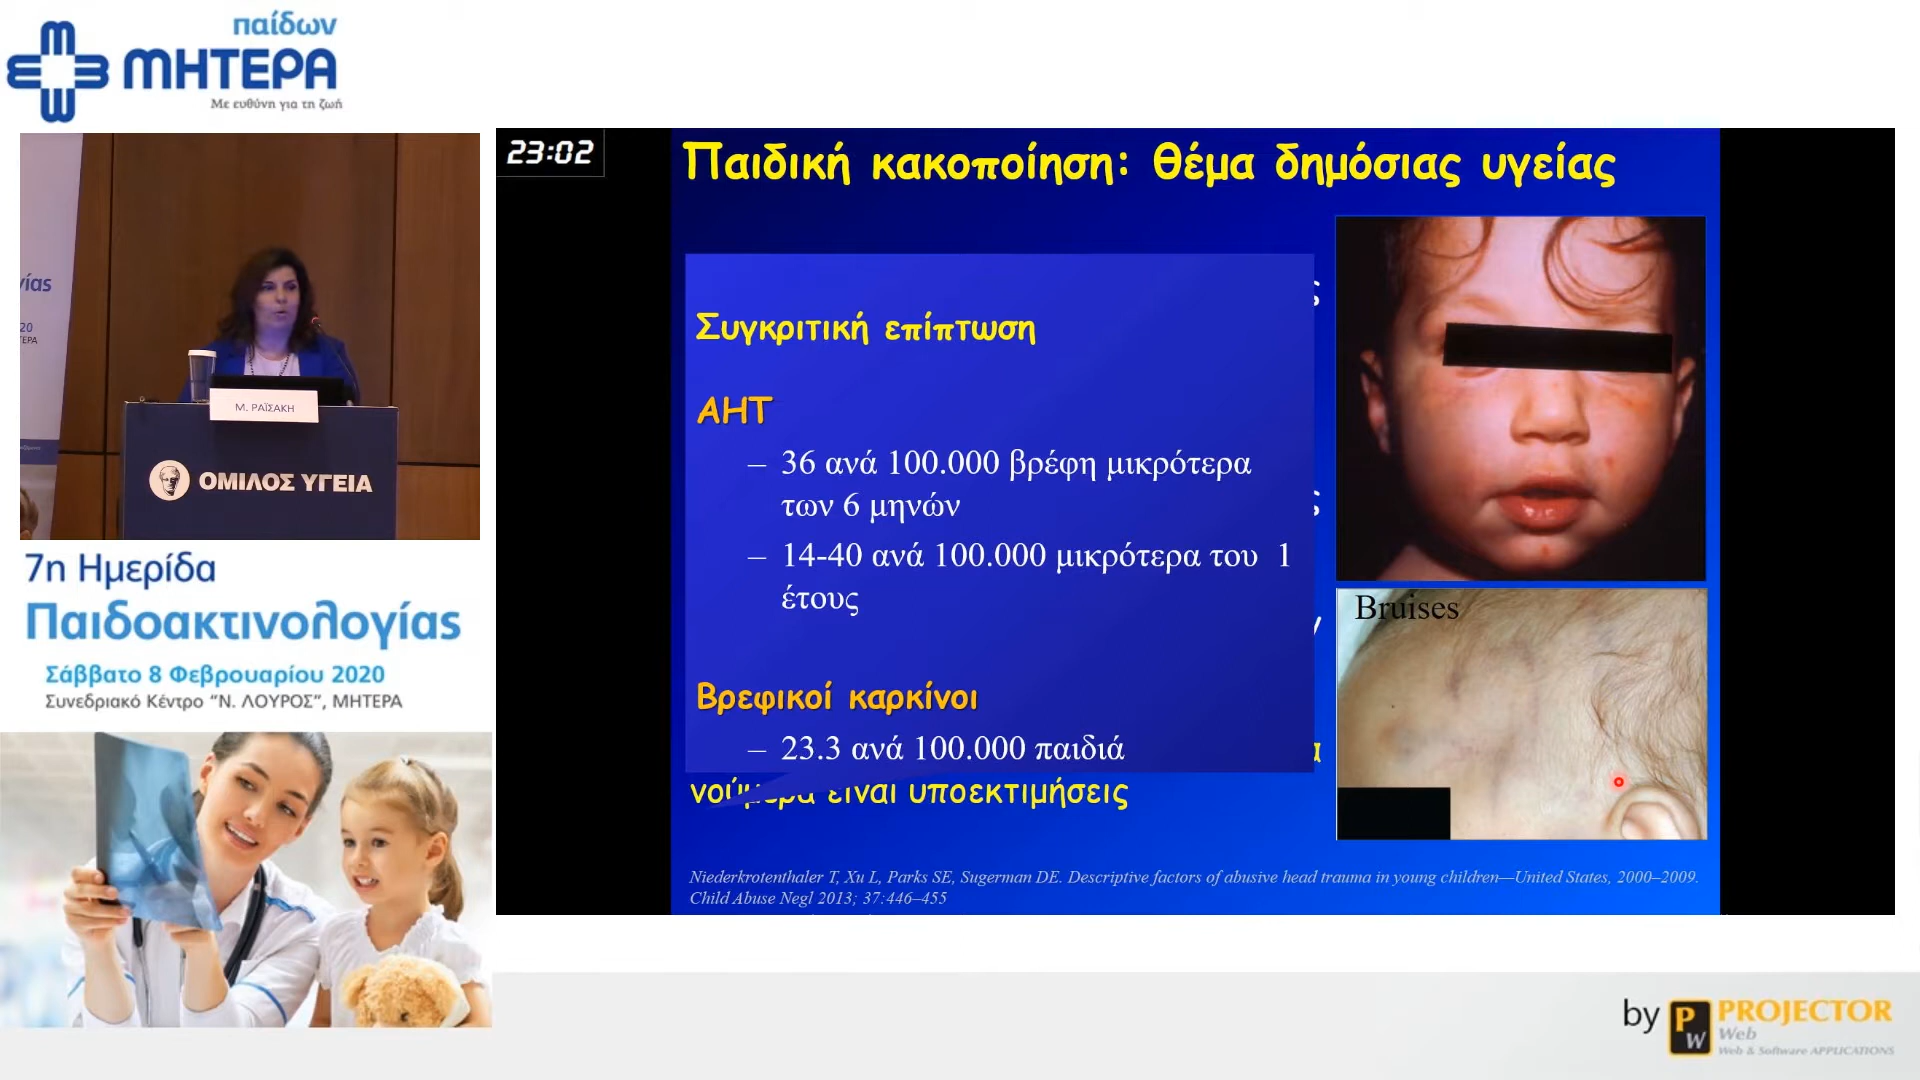 παίδων
ΜΗΤΕΡΑ
Με ευθύνη για τη ζωή
23:02
Παιδική κακοποίηση: θέμα δημόσιας υγείας
Συγκριτική επίπτωση
AHT
– 36 ανά 100.000 βρέφη μικρότερα
των 6 μηνών
– 14-40 ανά 100.000 μικρότερα του 1
έτους
Βρεφικοί καρκίνοι
– 23.3 ανά 100.000 παιδιά
είναι υποεκτιμήσεις
Bruises
Niederkrotenthaler T, Xu L, Parks SE, Sugerman DE. Descriptive factors of abusive head trauma in young children—United States, 2000–2009.
Child Abuse Negl 2013; 37:446–455
Μ. ΡΑΪΣΑΚΗ
ΟΜΙΛΟΣ ΥΓΕΙΑ
7η Ημερίδα
Παιδοακτινολογίας
Σάββατο 8 Φεβρουαρίου 2020
Συνεδριακό Κέντρο “Ν. ΛΟΥΡΟΣ”, ΜΗΤΕΡΑ
by PW PROJECTOR
Web
Web & Software APPLICATIONS